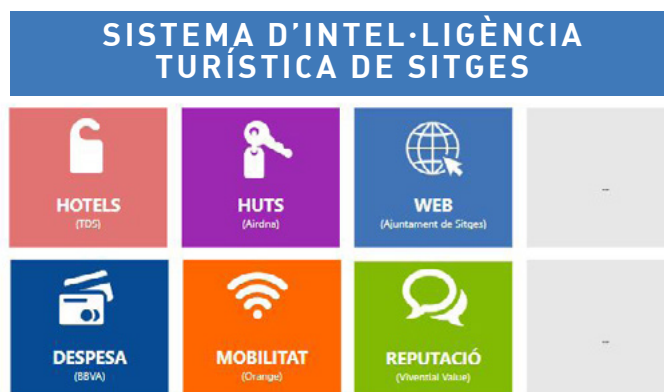 SISTEMA D'INTEL·LIGÈNCIA
TURÍSTICA DE SITGES
HOTELS
(TDS)
HUTS
(Airdna)
WEB
(Ajuntament de Sitges)
...
DESPESA
(BBVA)
MOBILITAT
(Orange)
REPUTACIÓ
(Vivential Value)
...